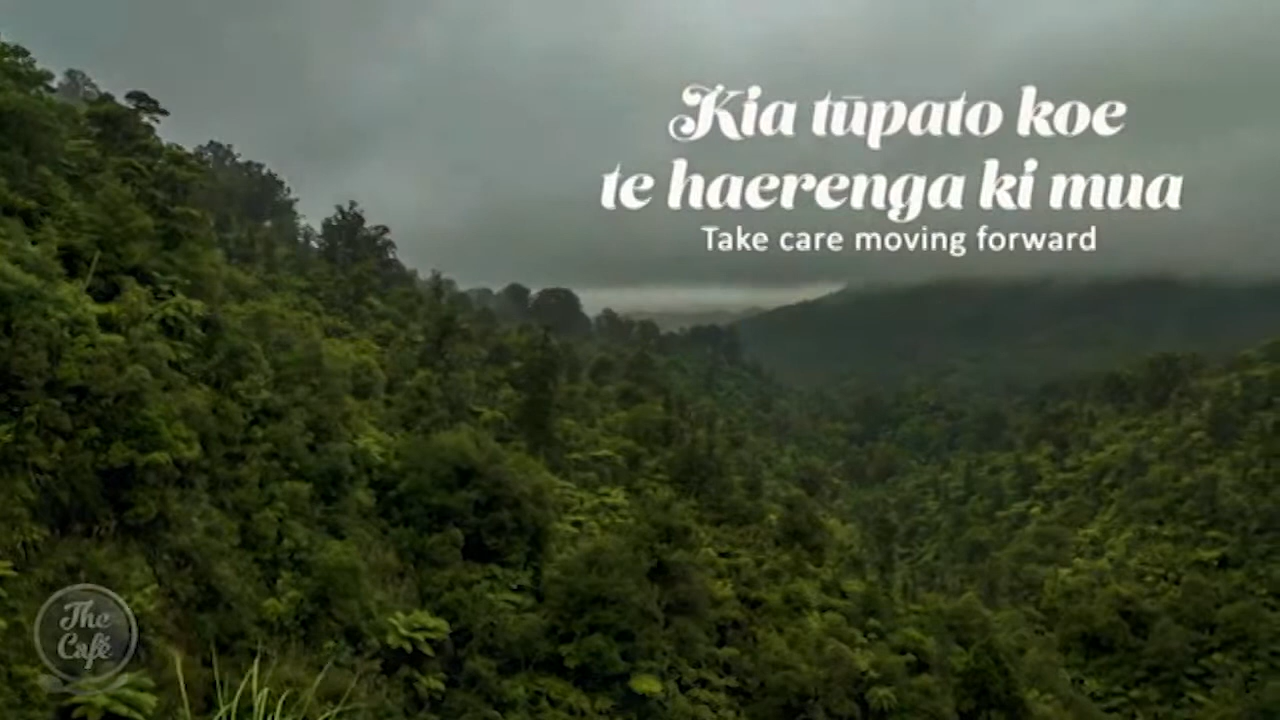 Kia tūpato koe
te haerenga ki mua
Take care moving forward
The
Café